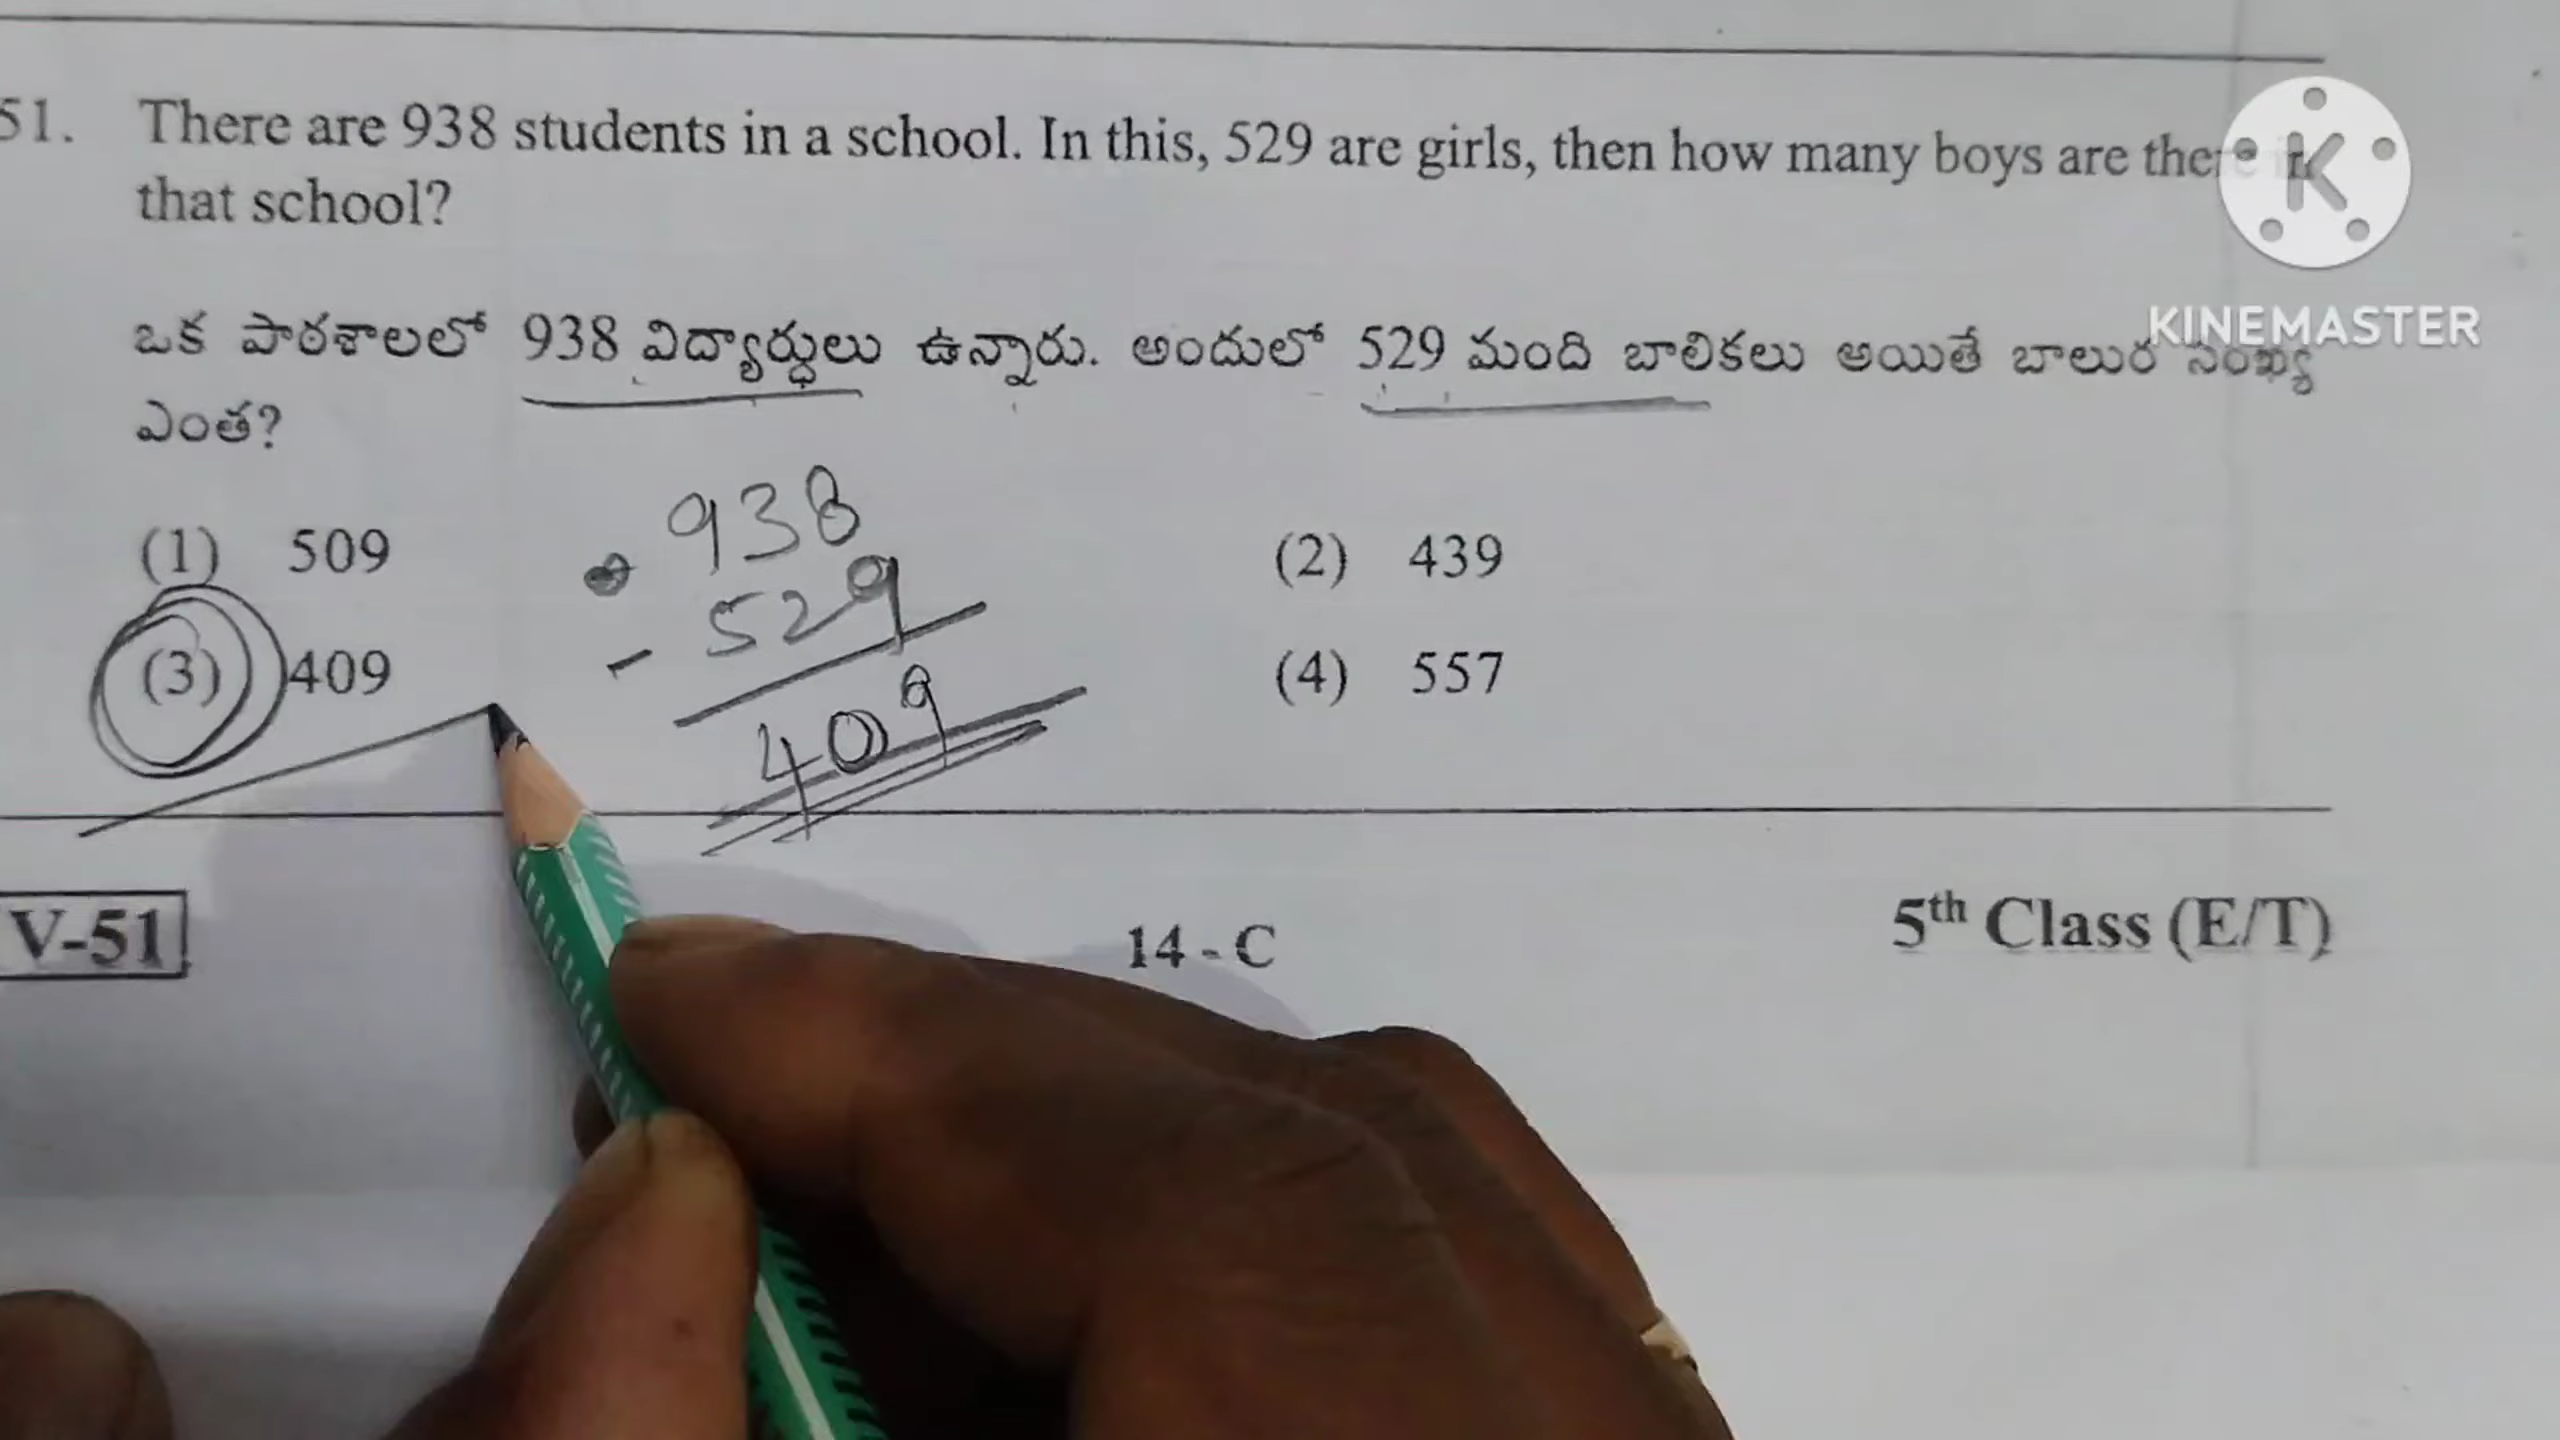 51. There are 938 students in a school. In this, 529 are girls, then how many boys are there in
that school?
KINEMASTER
ఒక పాఠశాలలో 938 విద్యార్థులు ఉన్నారు. అందులో 529 మంది బాలికలు అయితే బాలుర సంఖ్య
ఎంత?
(1) 509
(2) 439
(3) 409
(4) 557
938
- 529
409
V-51
14 - C
5th Class (E/T)